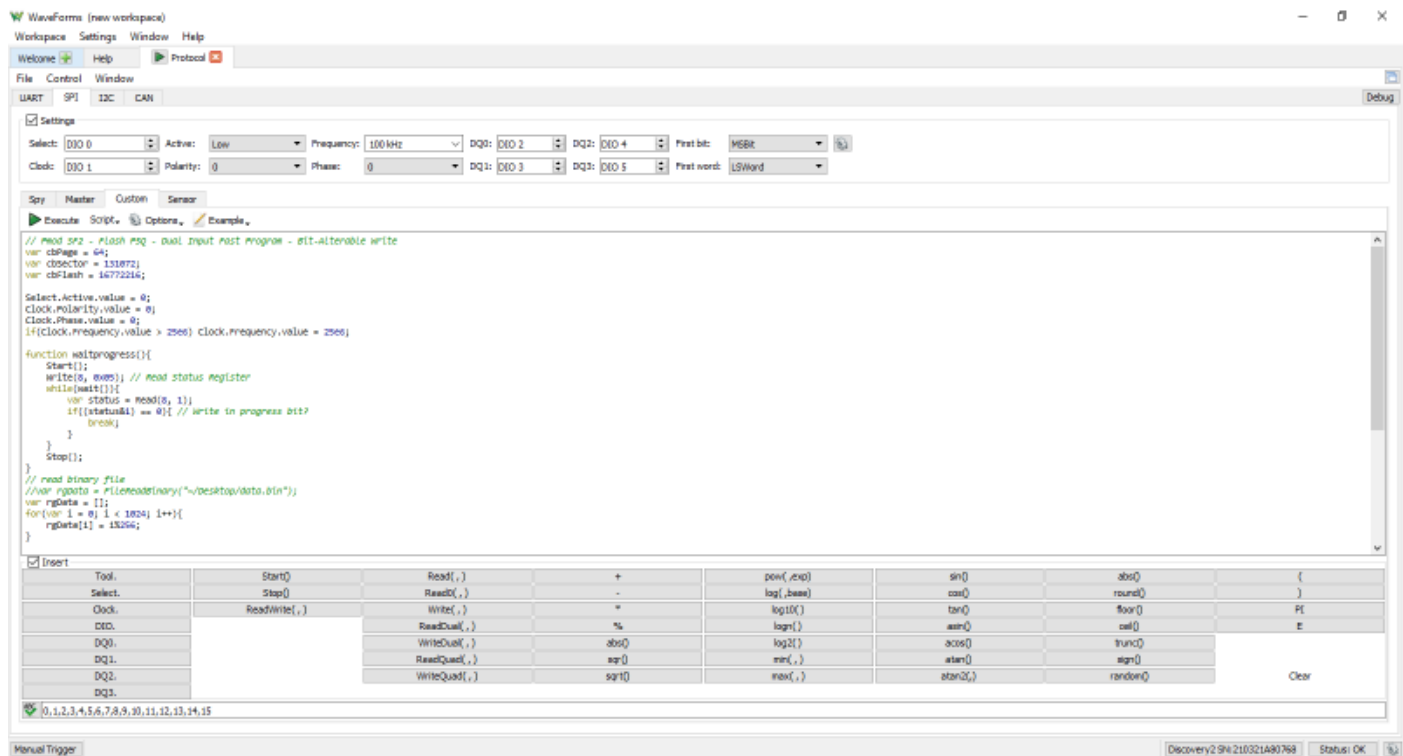 WaveForms (new workspace)
Workspace Settings Window Help
Welcome Help Protocol
File Control Window
UART SPI I2C CAN Debug
Settings
Select: DIO 0 Active: Low Frequency: 100 kHz DQ0: DIO 2 DQ2: DIO 4 First bit: MSBit
Clock: DIO 1 Polarity: 0 Phase: 0 DQ1: DIO 3 DQ3: DIO 5 First word: LSWord
Spy Master Custom Sensor
Execute Script Options Example
// Pmod SF2 - Flash PSQ - Dual Input Fast Program - Bit-Alterable Write
var cbPage = 64;
var cbSector = 131072;
var cbFlash = 16777216;
Select.Active.value = 0;
Clock.Polarity.value = 0;
Clock.Phase.value = 0;
if(Clock.Frequency.value > 25e6) Clock.Frequency.value = 25e6;
function waitprogress(){
Start();
Write(8, 0x05); // Read Status Register
while(wait()){
var status = Read(8, 1);
if((status&1) == 0){ // Write in progress bit?
break;
}
}
Stop();
}
// read binary file
//var rgData = FileReadBinary("~/Desktop/data.bin");
var rgData = [];
for(var i = 0; i < 1024; i++){
rgData[i] = i%256;
}
Insert
Tool. Start() Read(,) + pow(,exp) sin() abs() (
Select. Stop() Read0(,) - log(,base) cos() round() )
Clock. ReadWrite(,) Write(,) * log10() tan() floor() PI
DIO. ReadDual(,) % logn() asin() ceil() E
DQ0. WriteDual(,) abs() log2() acos() trunc()
DQ1. ReadQuad(,) sqr() min(,) atan() sign()
DQ2. WriteQuad(,) sqrt() max(,) atan2(,) random() Clear
DQ3.
0,1,2,3,4,5,6,7,8,9,10,11,12,13,14,15
Manual Trigger Discovery2 SN:210321A80768 Status: OK